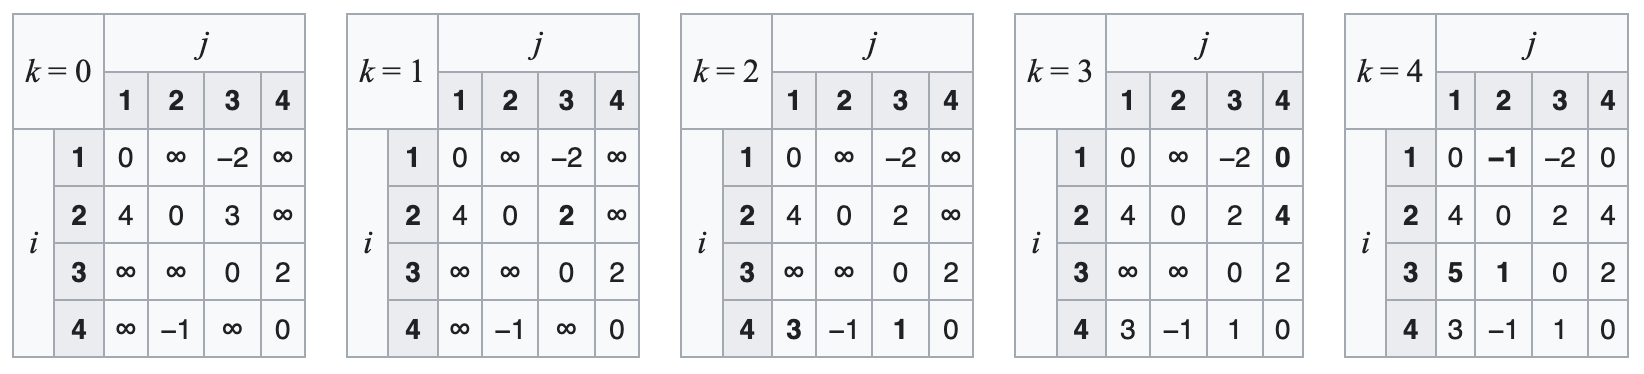 k = 0 j
1 2 3 4
i 1 0 ∞ −2 ∞
2 4 0 3 ∞
3 ∞ ∞ 0 2
4 ∞ −1 ∞ 0
k = 1 j
1 2 3 4
i 1 0 ∞ −2 ∞
2 4 0 2 ∞
3 ∞ ∞ 0 2
4 ∞ −1 ∞ 0
k = 2 j
1 2 3 4
i 1 0 ∞ −2 ∞
2 4 0 2 ∞
3 ∞ ∞ 0 2
4 3 −1 1 0
k = 3 j
1 2 3 4
i 1 0 ∞ −2 0
2 4 0 2 4
3 ∞ ∞ 0 2
4 3 −1 1 0
k = 4 j
1 2 3 4
i 1 0 −1 −2 0
2 4 0 2 4
3 5 1 0 2
4 3 −1 1 0